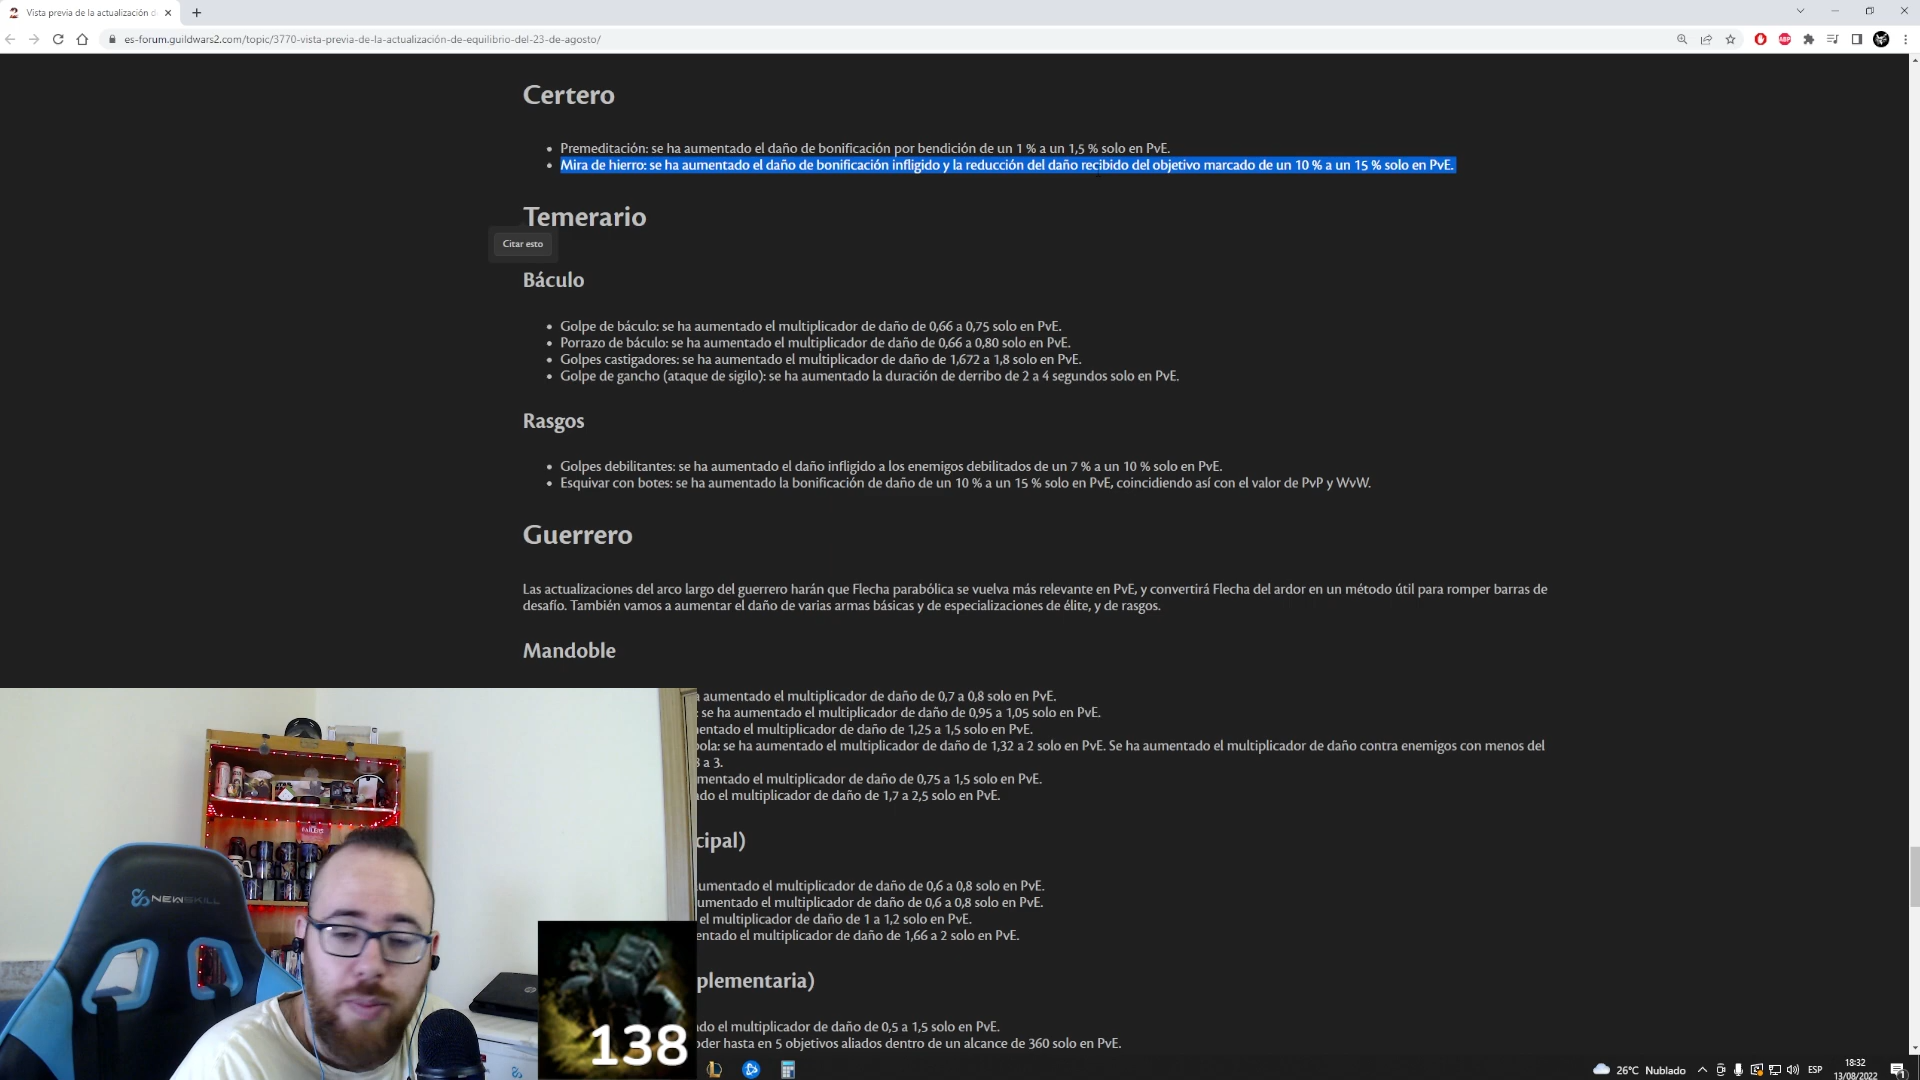 Vista previa de la actualización d
es-forum.guildwars2.com/topic/3770-vista-previa-de-la-actualización-de-equilibrio-del-23-de-agosto/
ABP
Certero
Premeditación: se ha aumentado el daño de bonificación por bendición de un 1 % a un 1,5 % solo en PvE.
Mira de hierro: se ha aumentado el daño de bonificación infligido y la reducción del daño recibido del objetivo marcado de un 10 % a un 15 % solo en PvE.
Temerario
Citar esto
Báculo
Golpe de báculo: se ha aumentado el multiplicador de daño de 0,66 a 0,75 solo en PvE.
Porrazo de báculo: se ha aumentado el multiplicador de daño de 0,66 a 0,80 solo en PvE.
Golpes castigadores: se ha aumentado el multiplicador de daño de 1,672 a 1,8 solo en PvE.
Golpe de gancho (ataque de sigilo): se ha aumentado la duración de derribo de 2 a 4 segundos solo en PvE.
Rasgos
Golpes debilitantes: se ha aumentado el daño infligido a los enemigos debilitados de un 7 % a un 10 % solo en PvE.
Esquivar con botes: se ha aumentado la bonificación de daño de un 10 % a un 15 % solo en PvE, coincidiendo así con el valor de PvP y WvW.
Guerrero
Las actualizaciones del arco largo del guerrero harán que Flecha parabólica se vuelva más relevante en PvE, y convertirá Flecha del ardor en un método útil para romper barras de
desafío. También vamos a aumentar el daño de varias armas básicas y de especializaciones de élite, y de rasgos.
Mandoble
aumentado el multiplicador de daño de 0,7 a 0,8 solo en PvE.
: se ha aumentado el multiplicador de daño de 0,95 a 1,05 solo en PvE.
entado el multiplicador de daño de 1,25 a 1,5 solo en PvE.
ola: se ha aumentado el multiplicador de daño de 1,32 a 2 solo en PvE. Se ha aumentado el multiplicador de daño contra enemigos con menos del
a 3.
mentado el multiplicador de daño de 0,75 a 1,5 solo en PvE.
do el multiplicador de daño de 1,7 a 2,5 solo en PvE.
cipal)
umentado el multiplicador de daño de 0,6 a 0,8 solo en PvE.
umentado el multiplicador de daño de 0,6 a 0,8 solo en PvE.
el multiplicador de daño de 1 a 1,2 solo en PvE.
entado el multiplicador de daño de 1,66 a 2 solo en PvE.
plementaria)
do el multiplicador de daño de 0,5 a 1,5 solo en PvE.
oder hasta en 5 objetivos aliados dentro de un alcance de 360 solo en PvE.
NEWSKILL
138
26°C Nublado
ESP
18:32
13/08/2022